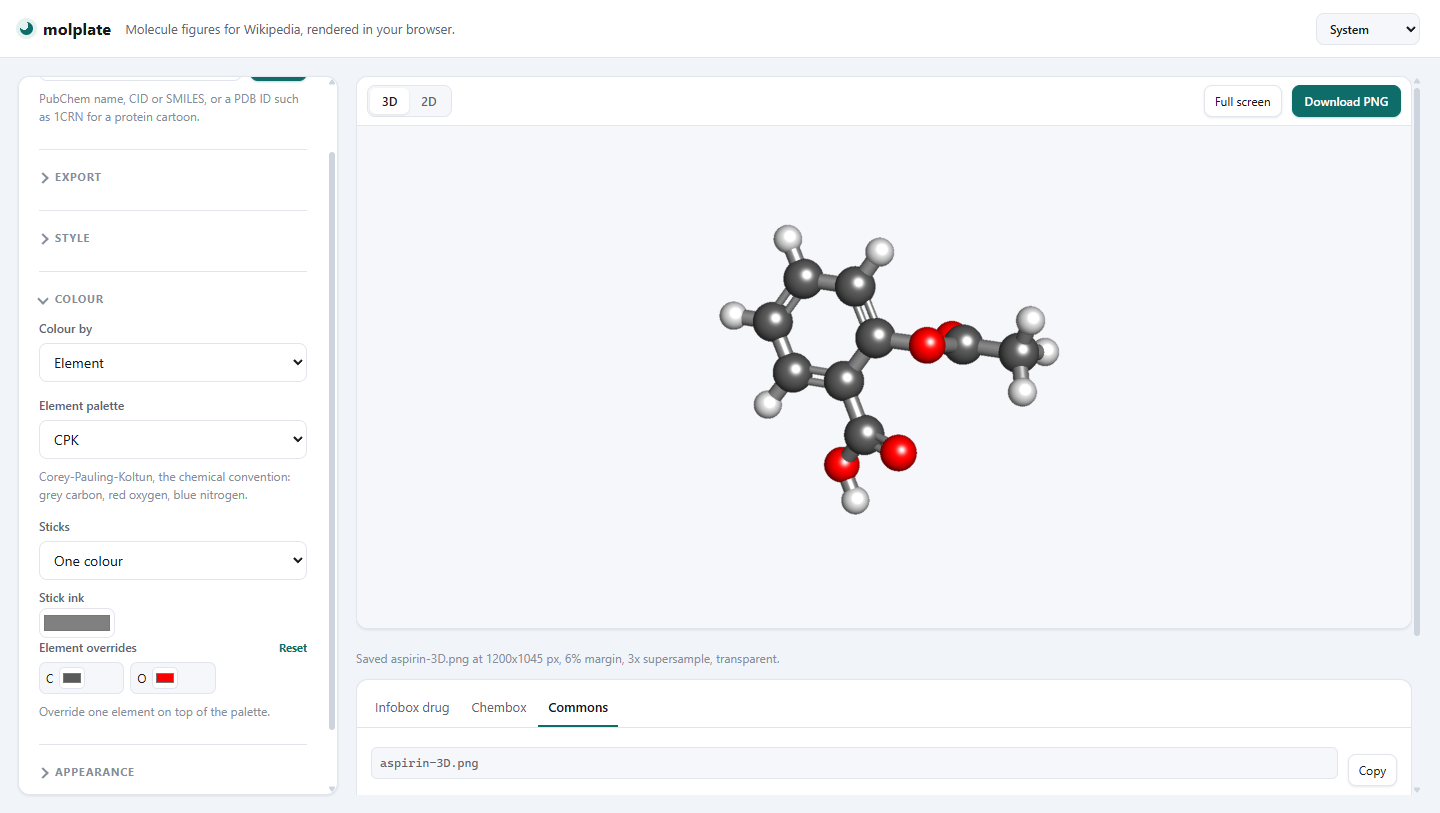 molplate
Molecule figures for Wikipedia, rendered in your browser.
System
PubChem name, CID or SMILES, or a PDB ID such
as 1CRN for a protein cartoon.
EXPORT
STYLE
COLOUR
Colour by
Element
Element palette
CPK
Corey-Pauling-Koltun, the chemical convention:
grey carbon, red oxygen, blue nitrogen.
Sticks
One colour
Stick ink
Element overrides
Reset
C
O
Override one element on top of the palette.
APPEARANCE
3D
2D
Full screen
Download PNG
Saved aspirin-3D.png at 1200x1045 px, 6% margin, 3x supersample, transparent.
Infobox drug
Chembox
Commons
aspirin-3D.png
Copy